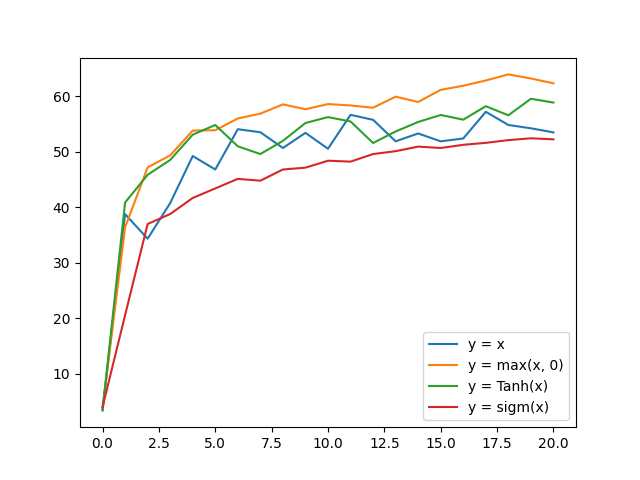 60
50
40
30
20
10
0.0 2.5 5.0 7.5 10.0 12.5 15.0 17.5 20.0
y = x
y = max(x, 0)
y = Tanh(x)
y = sigm(x)